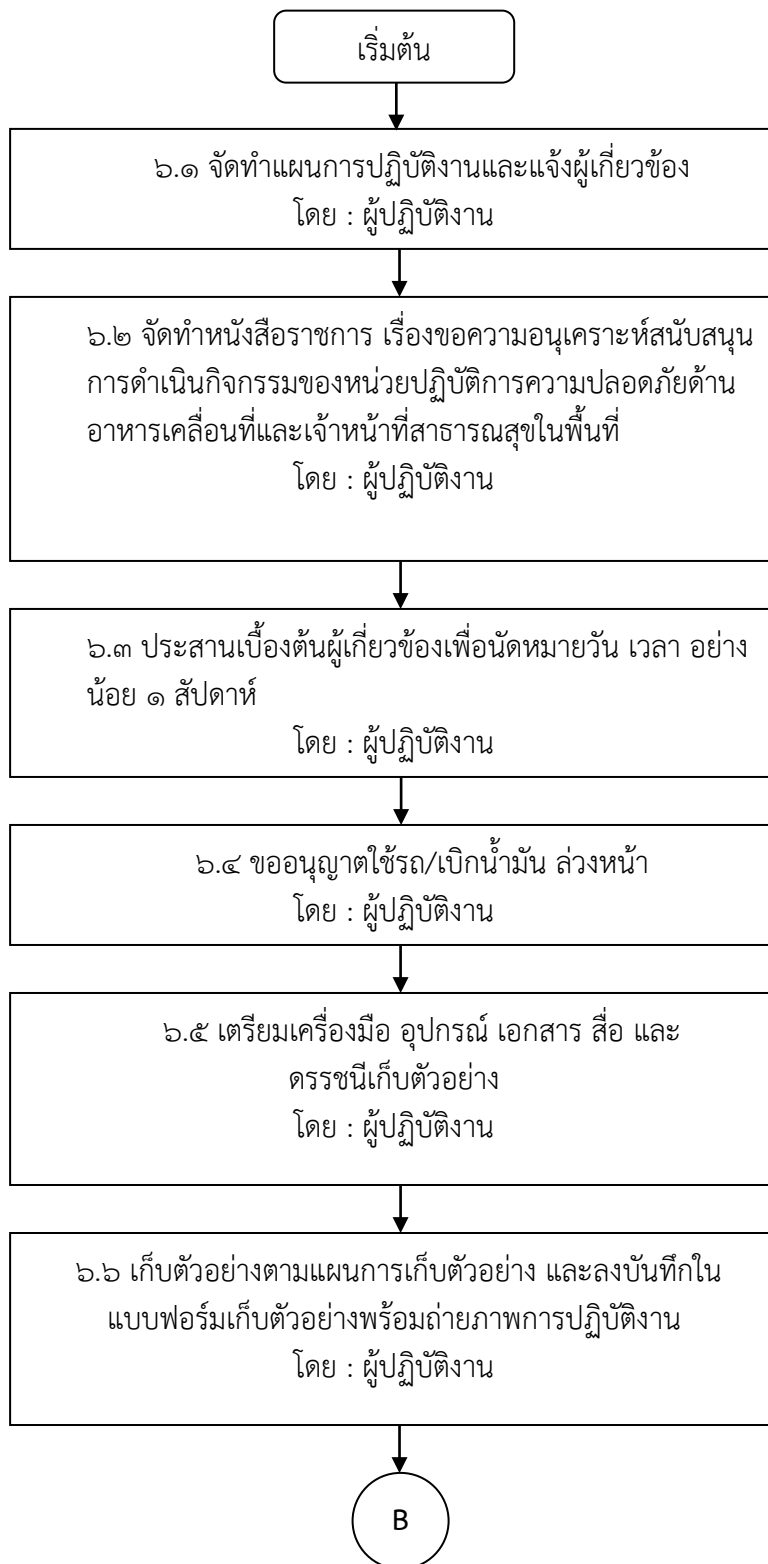 เริ่มต้น
๖.๑ จัดทำแผนการปฏิบัติงานและแจ้งผู้เกี่ยวข้อง
โดย : ผู้ปฏิบัติงาน
๖.๒ จัดทำหนังสือราชการ เรื่องขอความอนุเคราะห์สนับสนุน
การดำเนินกิจกรรมของหน่วยปฏิบัติการความปลอดภัยด้าน
อาหารเคลื่อนที่และเจ้าหน้าที่สาธารณสุขในพื้นที่
โดย : ผู้ปฏิบัติงาน
๖.๓ ประสานเบื้องต้นผู้เกี่ยวข้องเพื่อนัดหมายวัน เวลา อย่าง
น้อย ๑ สัปดาห์
โดย : ผู้ปฏิบัติงาน
๖.๔ ขออนุญาตใช้รถ/เบิกน้ำมัน ล่วงหน้า
โดย : ผู้ปฏิบัติงาน
๖.๕ เตรียมเครื่องมือ อุปกรณ์ เอกสาร สื่อ และ
ดรรชนีเก็บตัวอย่าง
โดย : ผู้ปฏิบัติงาน
๖.๖ เก็บตัวอย่างตามแผนการเก็บตัวอย่าง และลงบันทึกใน
แบบฟอร์มเก็บตัวอย่างพร้อมถ่ายภาพการปฏิบัติงาน
โดย : ผู้ปฏิบัติงาน
B